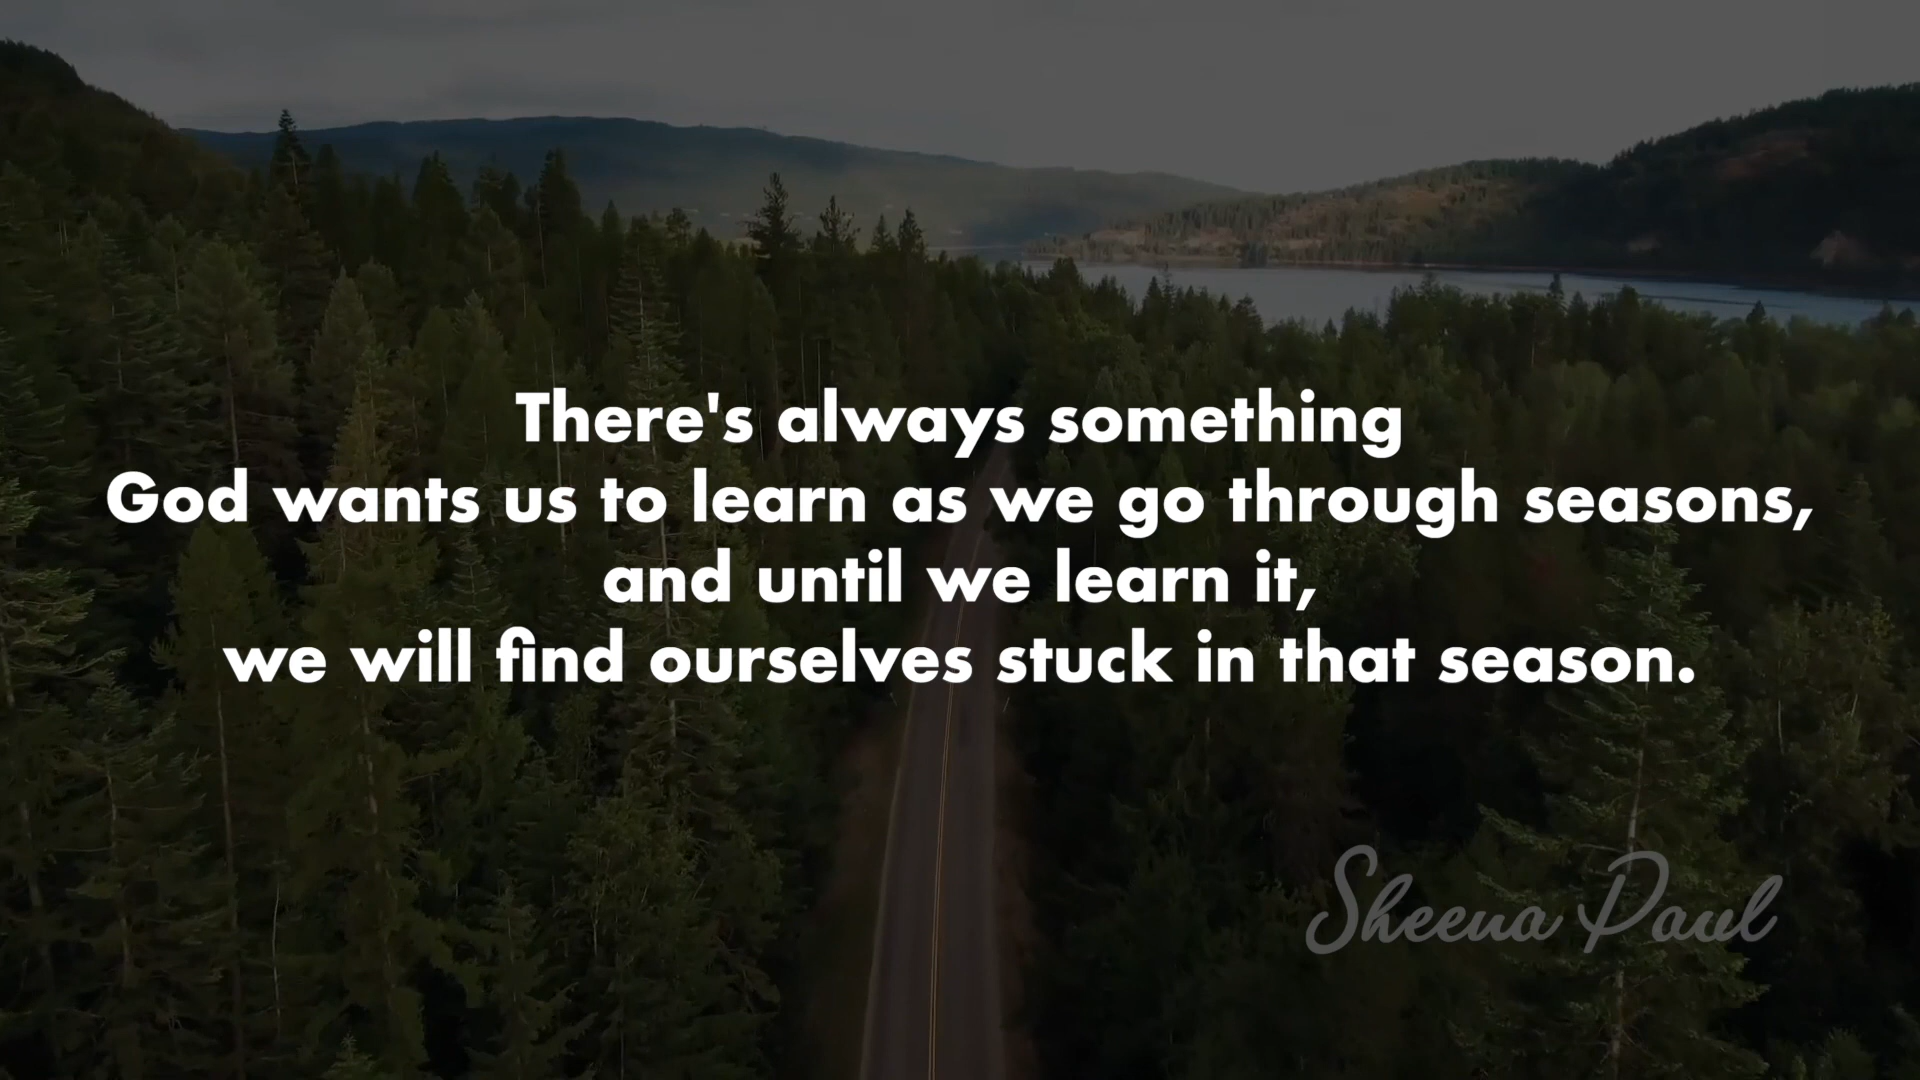 There's always something
God wants us to learn as we go through seasons,
and until we learn it,
we will find ourselves stuck in that season.
Sheena Paul